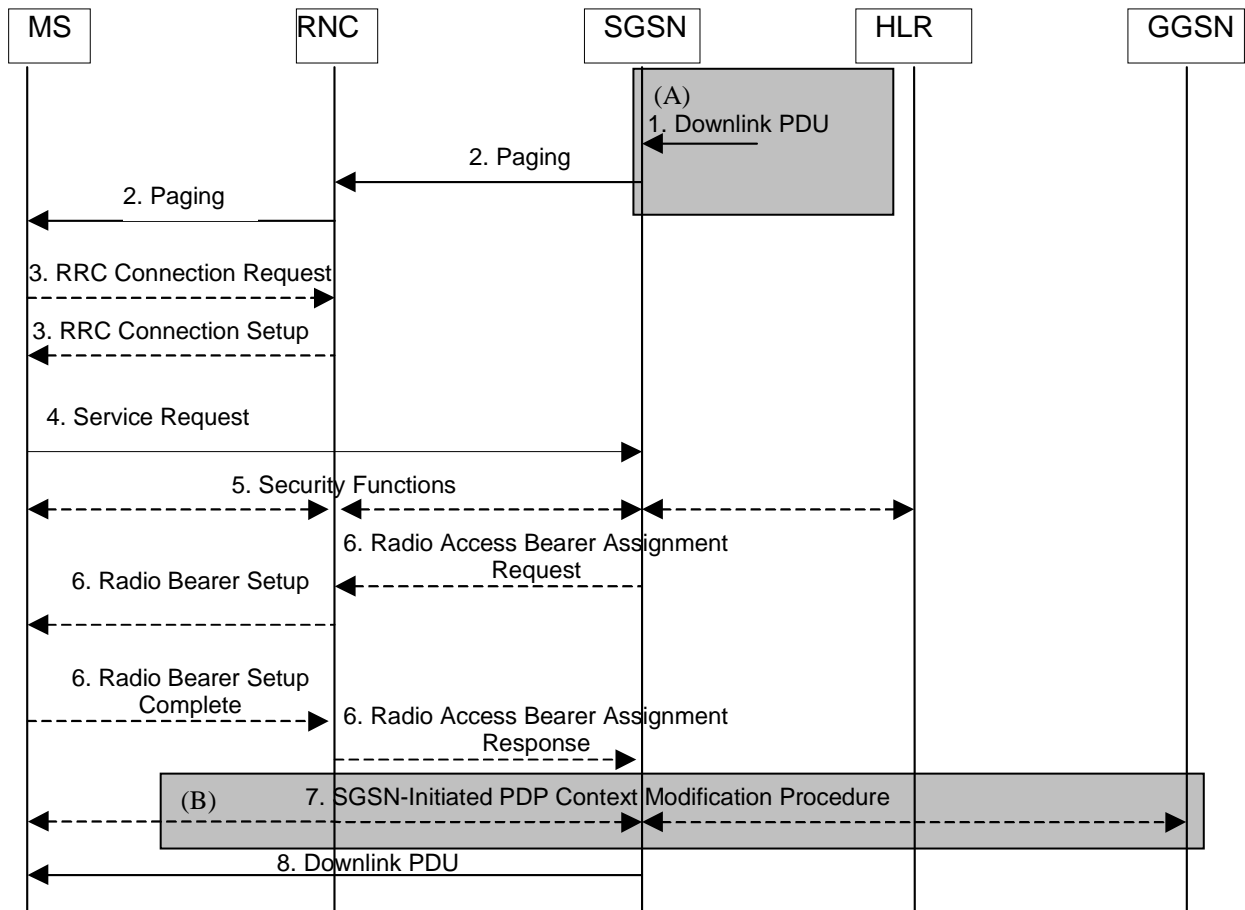 MS
RNC
SGSN
HLR
GGSN
(A)
1. Downlink PDU
2. Paging
2. Paging
3. RRC Connection Request
3. RRC Connection Setup
4. Service Request
5. Security Functions
6. Radio Access Bearer Assignment
Request
6. Radio Bearer Setup
6. Radio Bearer Setup
Complete
6. Radio Access Bearer Assignment
Response
(B)
7. SGSN-Initiated PDP Context Modification Procedure
8. Downlink PDU